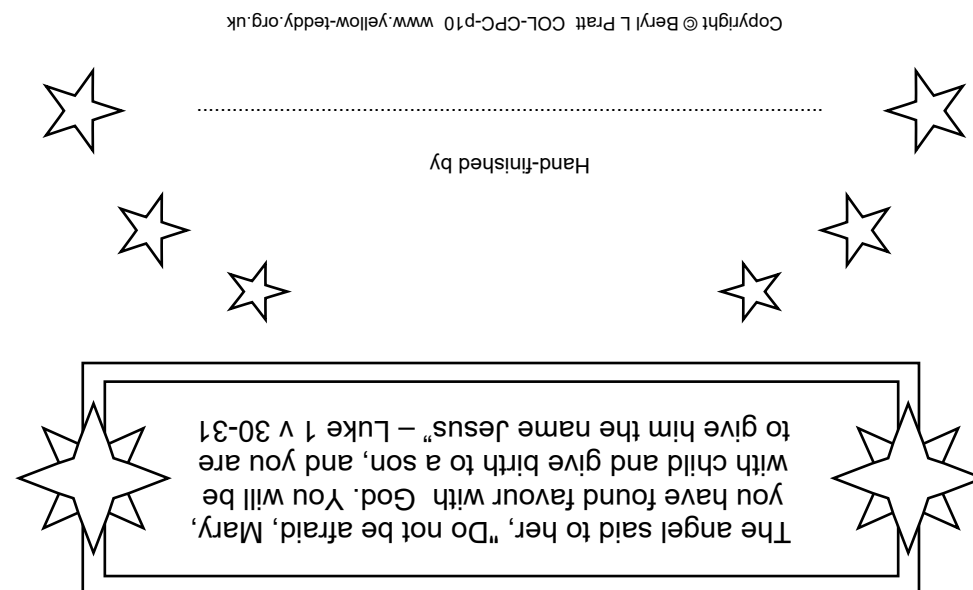 The angel said to her, "Do not be afraid, Mary,
you have found favour with God. You will be
with child and give birth to a son, and you are
to give him the name Jesus” – Luke 1 v 30-31
Hand-finished by
Copyright © Beryl L Pratt COL-CPC-p10 www.yellow-teddy.org.uk